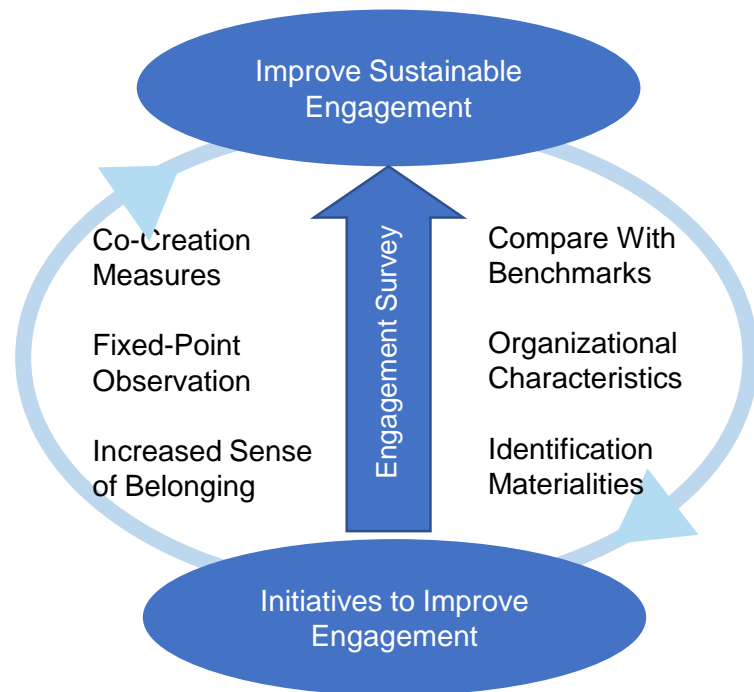 Improve Sustainable
Engagement
Co-Creation
Measures
Fixed-Point
Observation
Increased Sense
of Belonging
Engagement Survey
Compare With
Benchmarks
Organizational
Characteristics
Identification
Materialities
Initiatives to Improve
Engagement